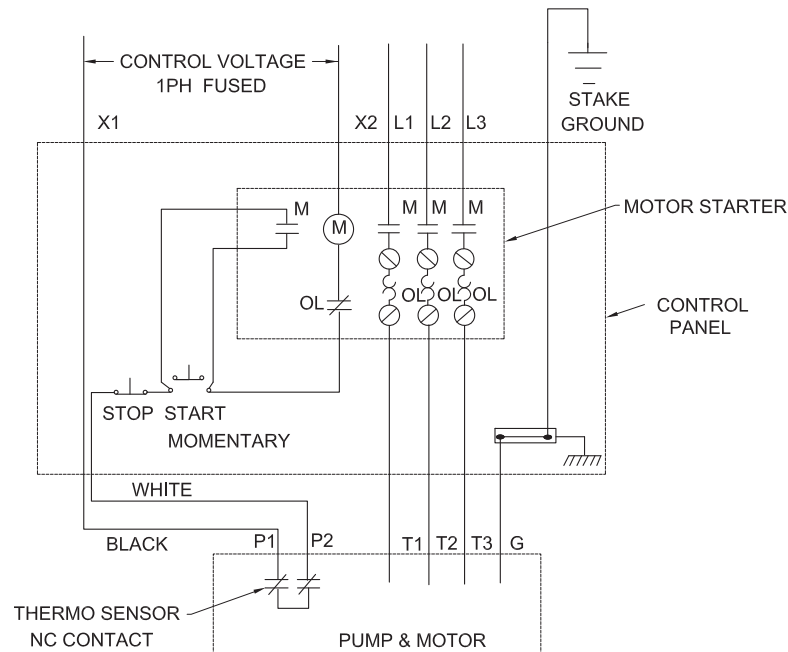 CONTROL VOLTAGE
1PH FUSED
STAKE
GROUND
X1
X2 L1 L2 L3
M
M
M M M
MOTOR STARTER
OL
OL OL OL
CONTROL
PANEL
STOP START
MOMENTARY
WHITE
BLACK
P1 P2
T1 T2 T3 G
THERMO SENSOR
NC CONTACT
PUMP & MOTOR